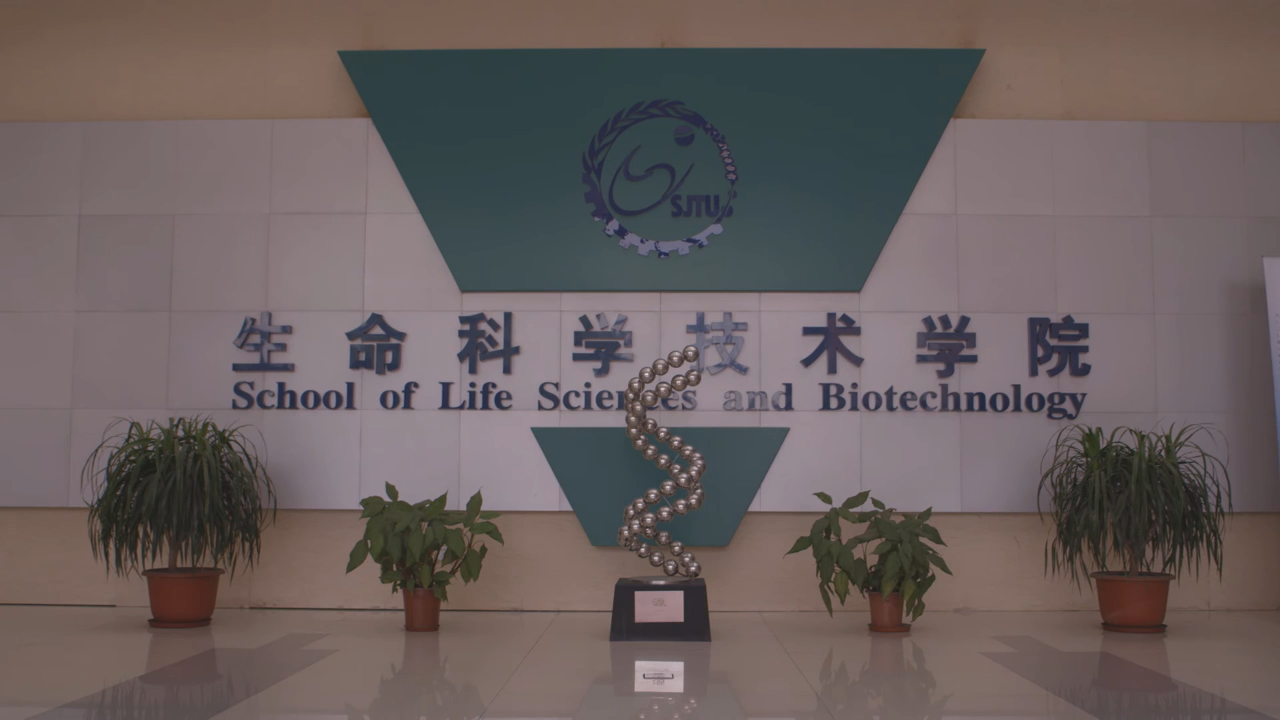 SJTU
生命科学技术学院
School of Life Sciences and Biotechnology